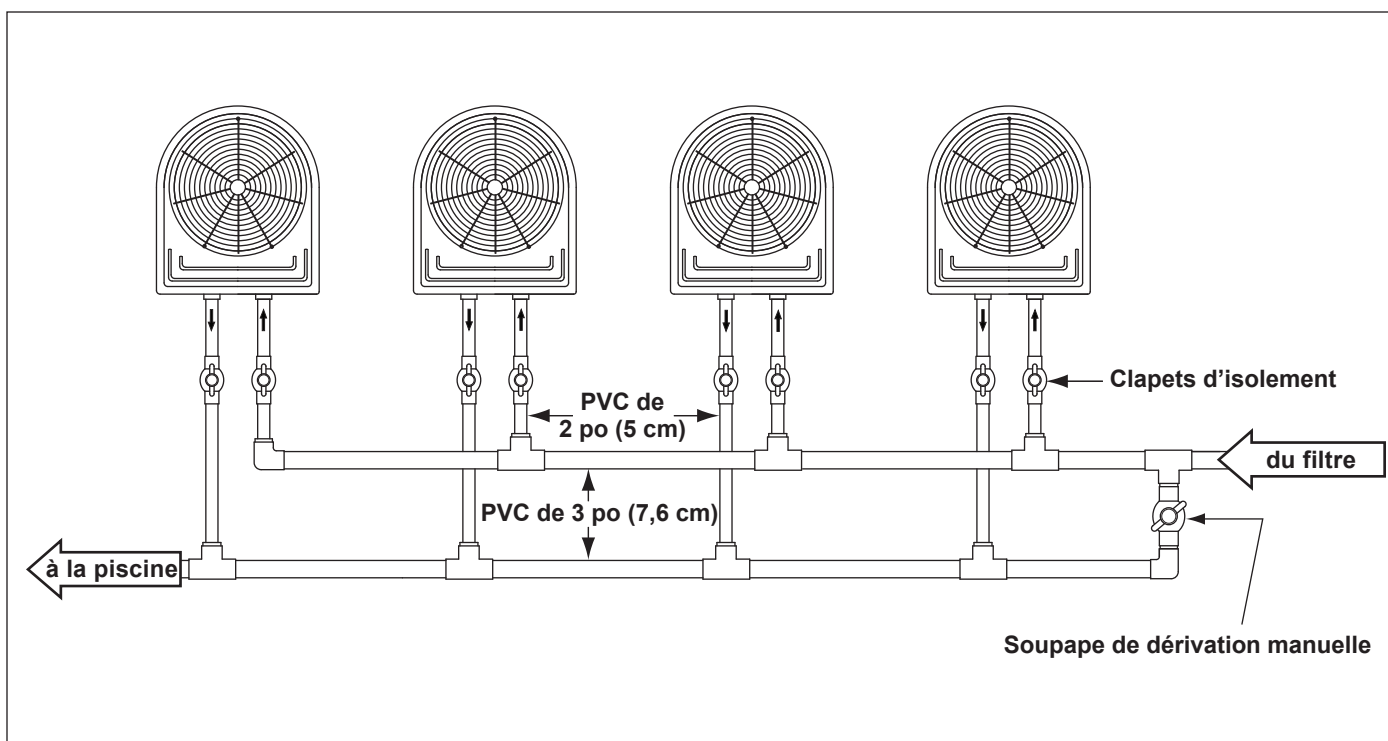 Clapets d’isolement
PVC de
2 po (5 cm)
du filtre
PVC de 3 po (7,6 cm)
à la piscine
Soupape de dérivation manuelle